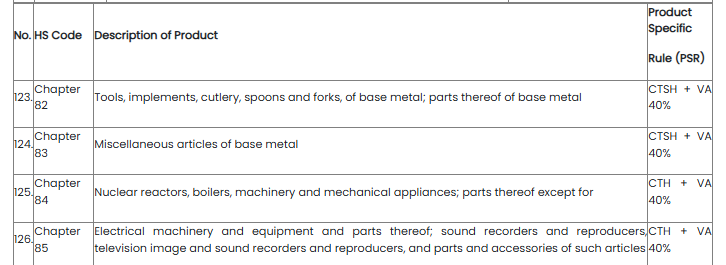 No. HS Code Description of Product Product Specific Rule (PSR)
123. Chapter 82 Tools, implements, cutlery, spoons and forks, of base metal; parts thereof of base metal CTSH + VA 40%
124. Chapter 83 Miscellaneous articles of base metal CTSH + VA 40%
125. Chapter 84 Nuclear reactors, boilers, machinery and mechanical appliances; parts thereof except for CTH + VA 40%
126. Chapter 85 Electrical machinery and equipment and parts thereof; sound recorders and reproducers, television image and sound recorders and reproducers, and parts and accessories of such articles CTH + VA 40%